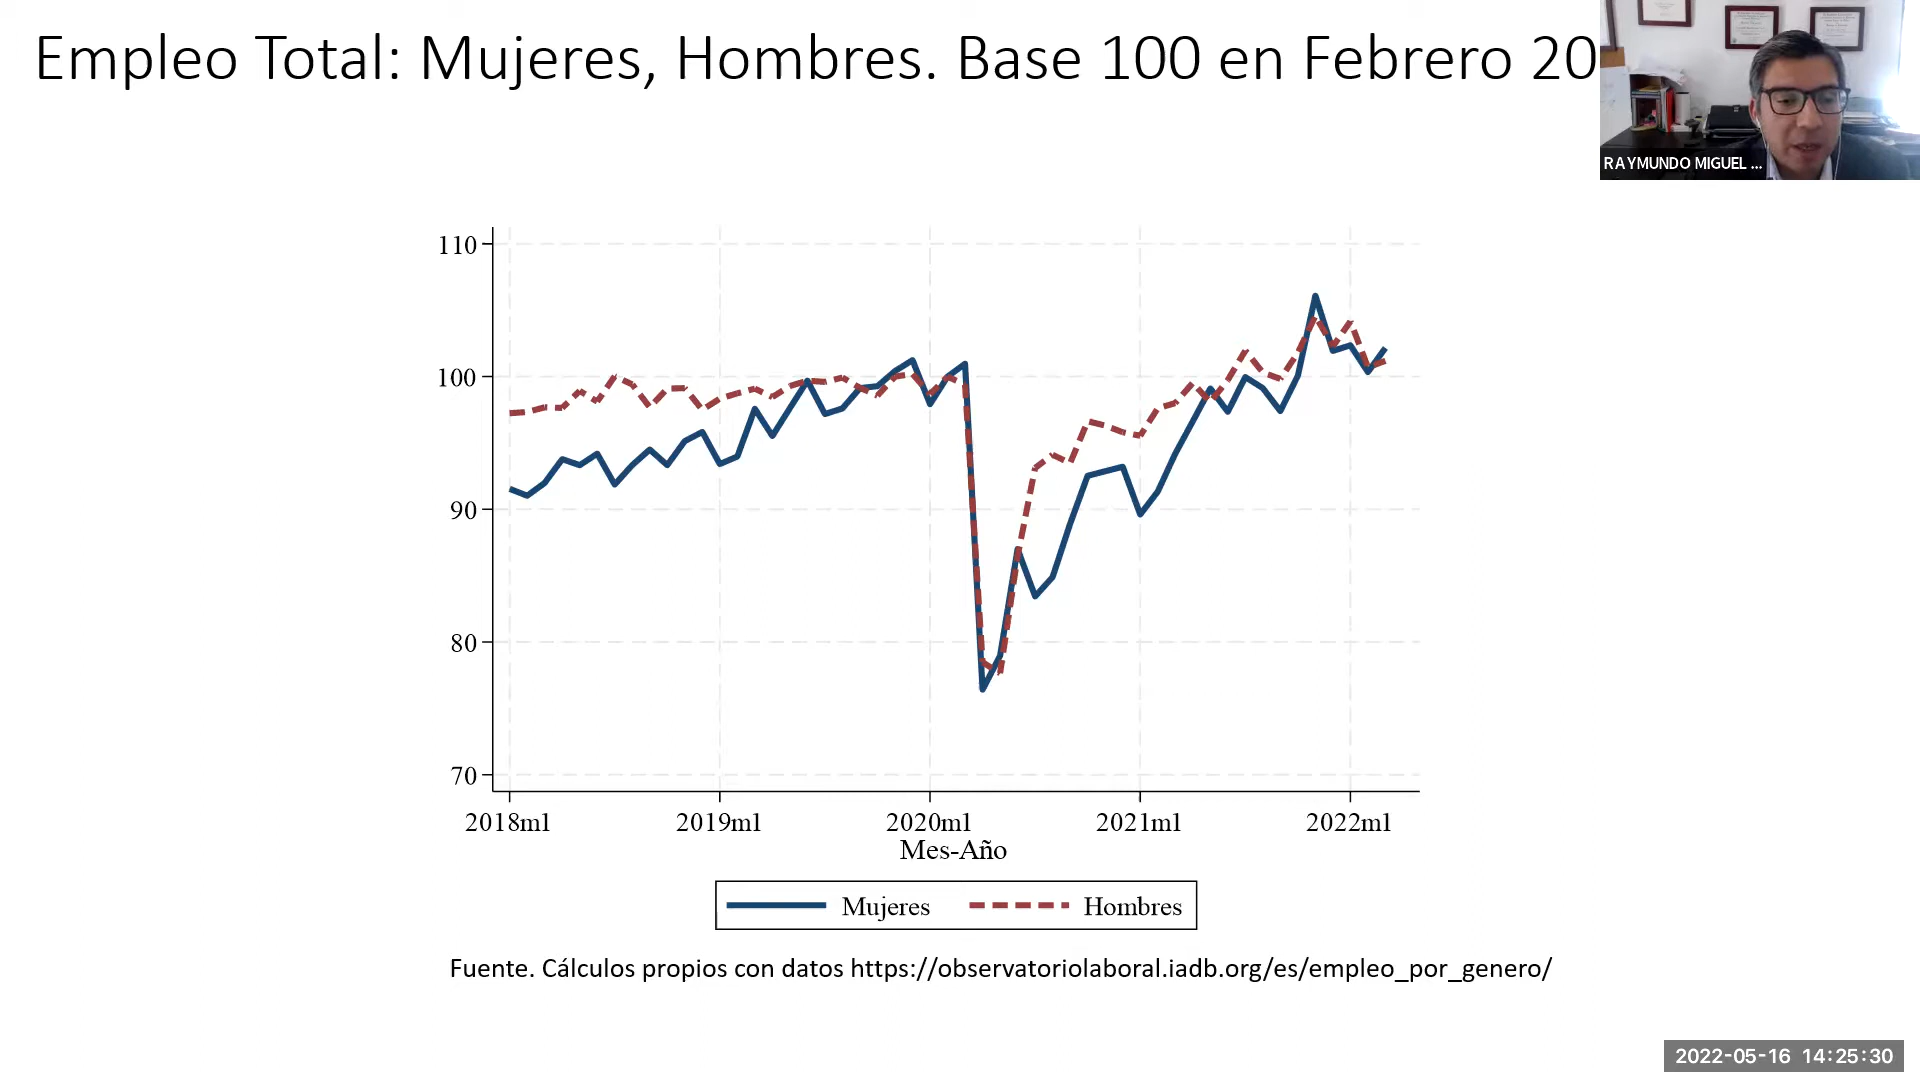 Empleo Total: Mujeres, Hombres. Base 100 en Febrero 20
RAYMUNDO MIGUEL ...
110
100
90
80
70
2018m1
2019m1
2020m1
2021m1
2022m1
Mes-Año
Mujeres
Hombres
Fuente. Cálculos propios con datos https://observatoriolaboral.iadb.org/es/empleo_por_genero/
2022-05-16 14:25:30